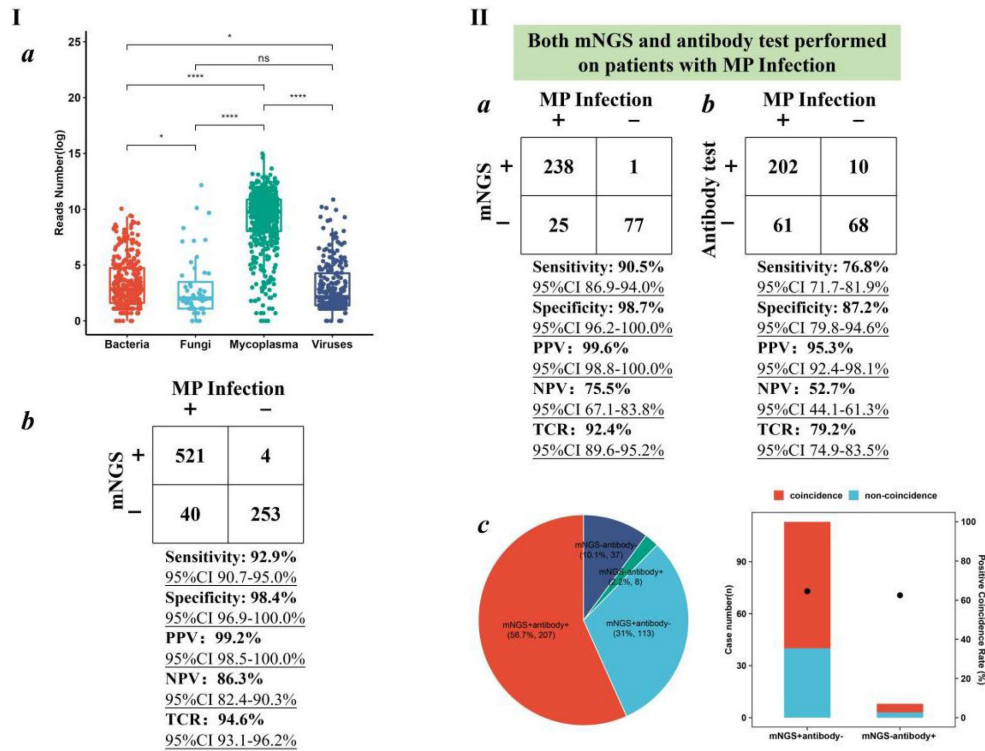 I
a
25
20
15
10
5
0
Reads Number(log)
*
ns
****
****
*
****
Bacteria
Fungi
Mycoplasma
Viruses
b
MP Infection
+ −
mNGS
+ 521 4
− 40 253
Sensitivity: 92.9%
95%CI 90.7-95.0%
Specificity: 98.4%
95%CI 96.9-100.0%
PPV: 99.2%
95%CI 98.5-100.0%
NPV: 86.3%
95%CI 82.4-90.3%
TCR: 94.6%
95%CI 93.1-96.2%
II
Both mNGS and antibody test performed
on patients with MP Infection
a
MP Infection
+ −
mNGS
+ 238 1
− 25 77
Sensitivity: 90.5%
95%CI 86.9-94.0%
Specificity: 98.7%
95%CI 96.2-100.0%
PPV: 99.6%
95%CI 98.8-100.0%
NPV: 75.5%
95%CI 67.1-83.8%
TCR: 92.4%
95%CI 89.6-95.2%
b
MP Infection
+ −
Antibody test
+ 202 10
− 61 68
Sensitivity: 76.8%
95%CI 71.7-81.9%
Specificity: 87.2%
95%CI 79.8-94.6%
PPV: 95.3%
95%CI 92.4-98.1%
NPV: 52.7%
95%CI 44.1-61.3%
TCR: 79.2%
95%CI 74.9-83.5%
c
mNGS-antibody-
(10.1%, 37)
mNGS-antibody+
(2.2%, 8)
mNGS+antibody+
(56.7%, 207)
mNGS+antibody-
(31%, 113)
coincidence
non-coincidence
Case number(n)
90
60
30
0
100
80
60
40
20
0
Positive Coincidence Rate (%)
mNGS+antibody-
mNGS-antibody+